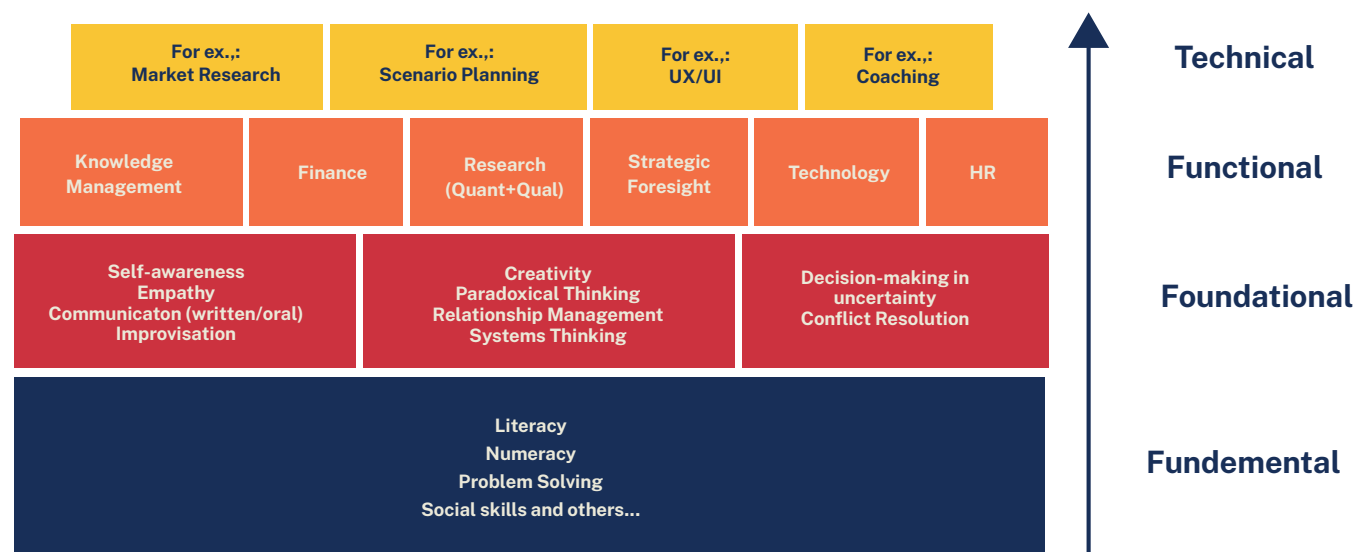 For ex.,:
Market Research
For ex.,:
Scenario Planning
For ex.,:
UX/UI
For ex.,:
Coaching
Technical
Knowledge
Management
Finance
Research
(Quant+Qual)
Strategic
Foresight
Technology
HR
Functional
Self-awareness
Empathy
Communicaton (written/oral)
Improvisation
Creativity
Paradoxical Thinking
Relationship Management
Systems Thinking
Decision-making in
uncertainty
Conflict Resolution
Foundational
Literacy
Numeracy
Problem Solving
Social skills and others...
Fundemental